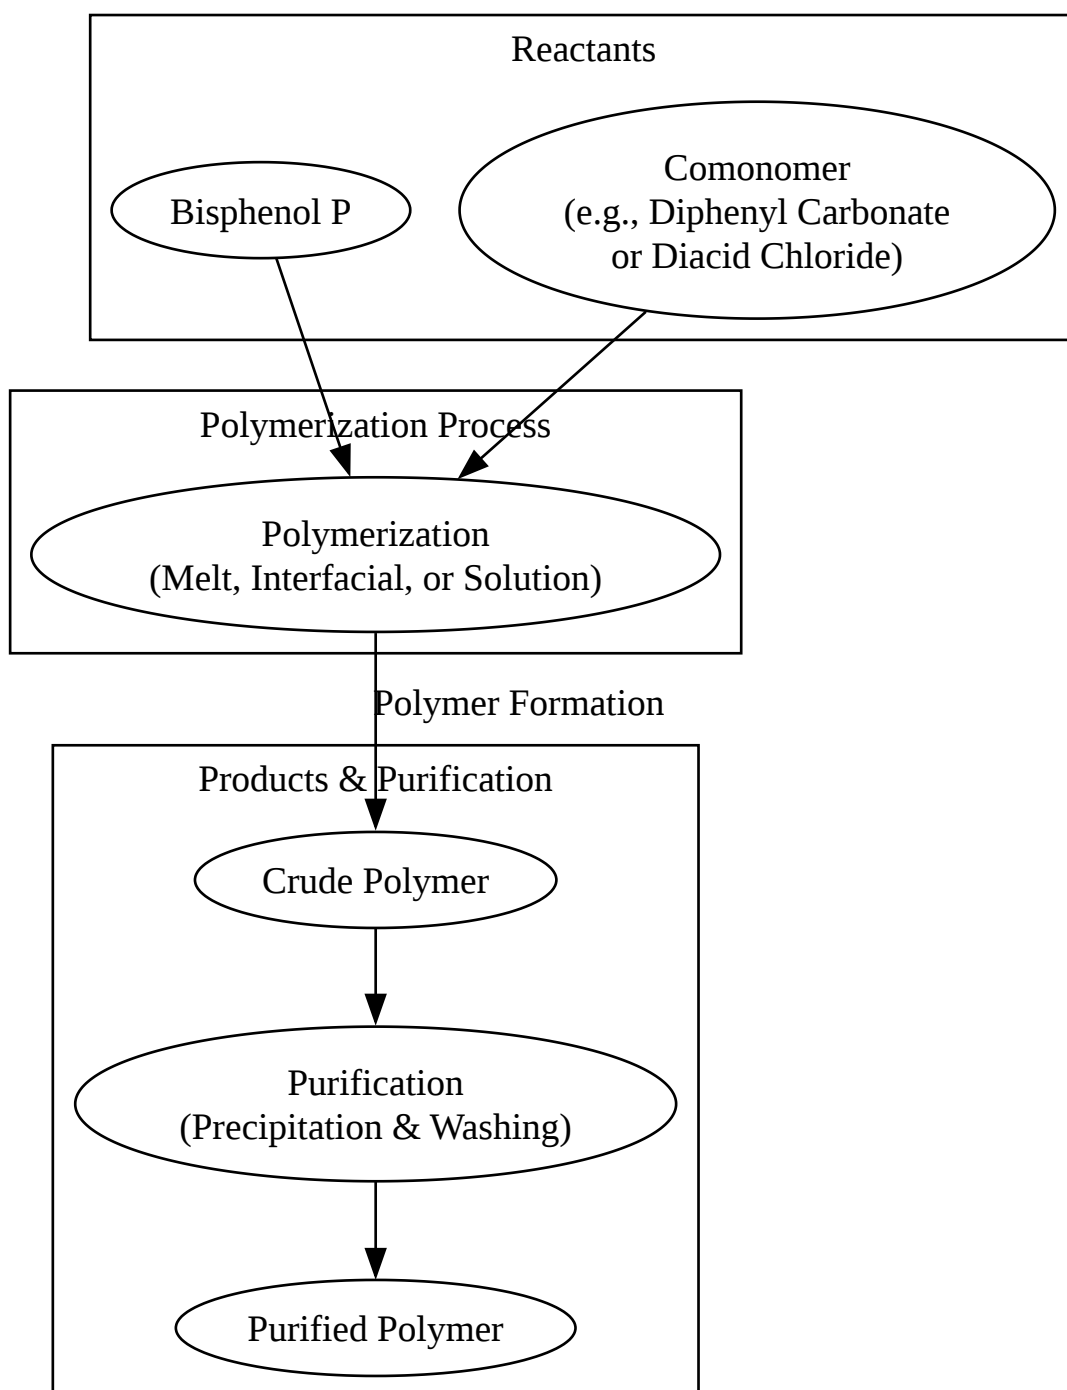 Reactants
Bisphenol P
Comonomer
(e.g., Diphenyl Carbonate
or Diacid Chloride)
Polymerization Process
Polymerization
(Melt, Interfacial, or Solution)
Polymer Formation
Products & Purification
Crude Polymer
Purification
(Precipitation & Washing)
Purified Polymer